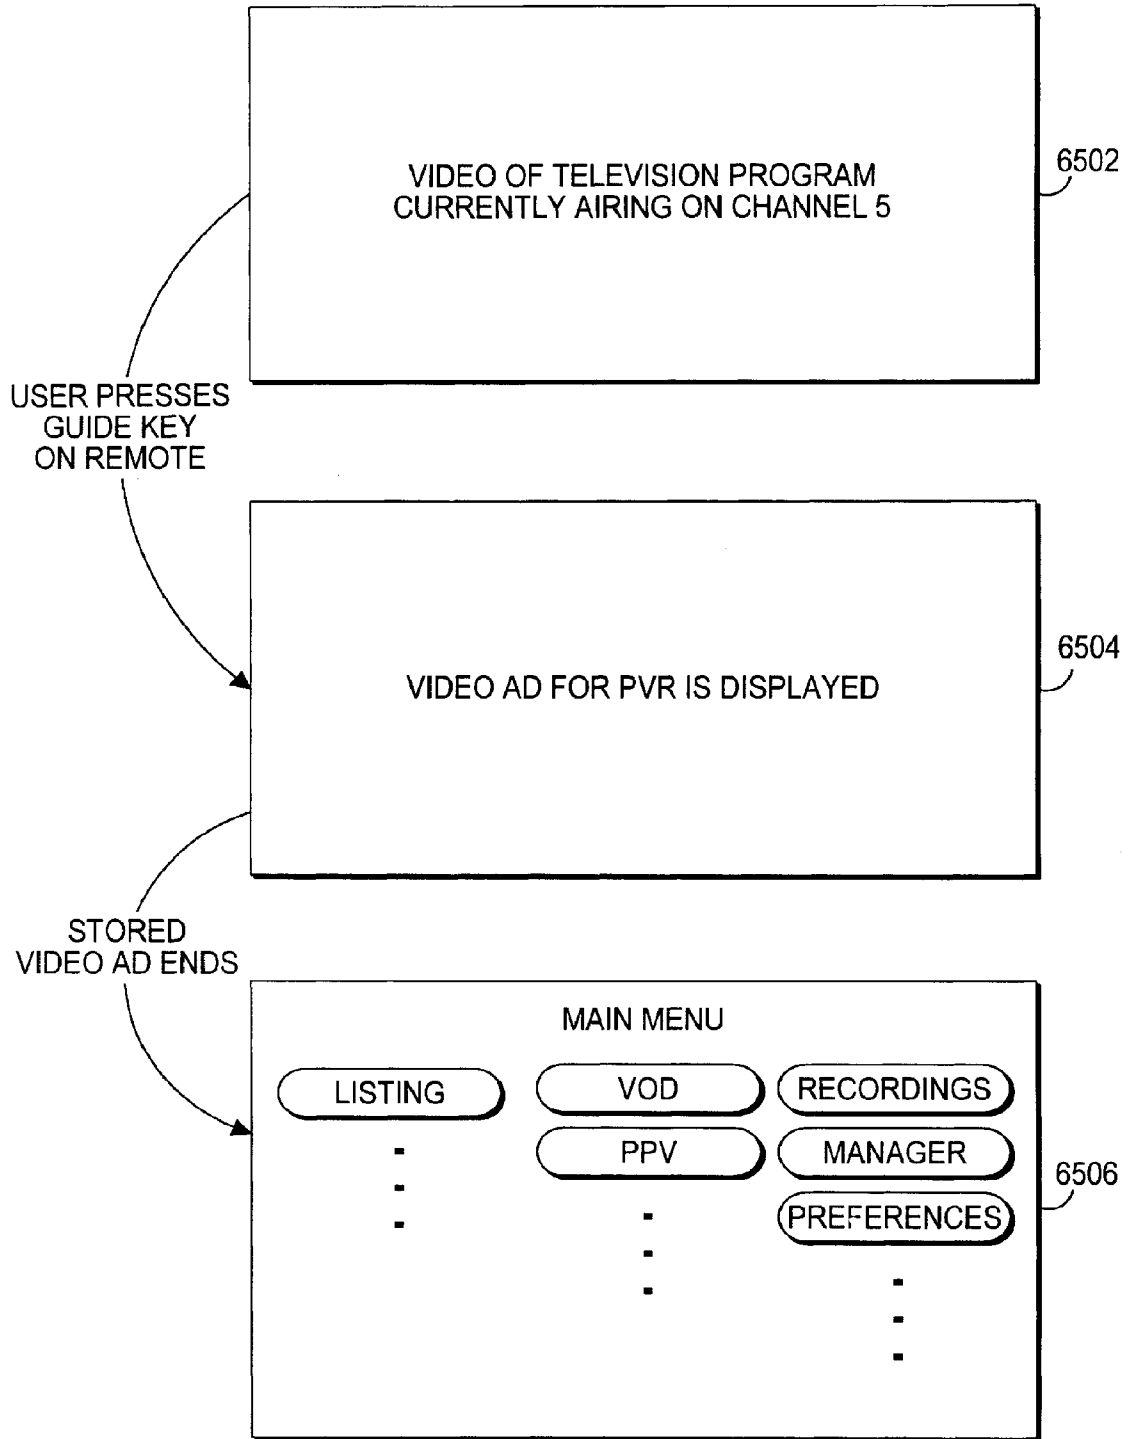 VIDEO OF TELEVISION PROGRAM
CURRENTLY AIRING ON CHANNEL 5
6502
USER PRESSES
GUIDE KEY
ON REMOTE
VIDEO AD FOR PVR IS DISPLAYED
6504
STORED
VIDEO AD ENDS
MAIN MENU
LISTING
VOD
RECORDINGS
PPV
MANAGER
PREFERENCES
6506